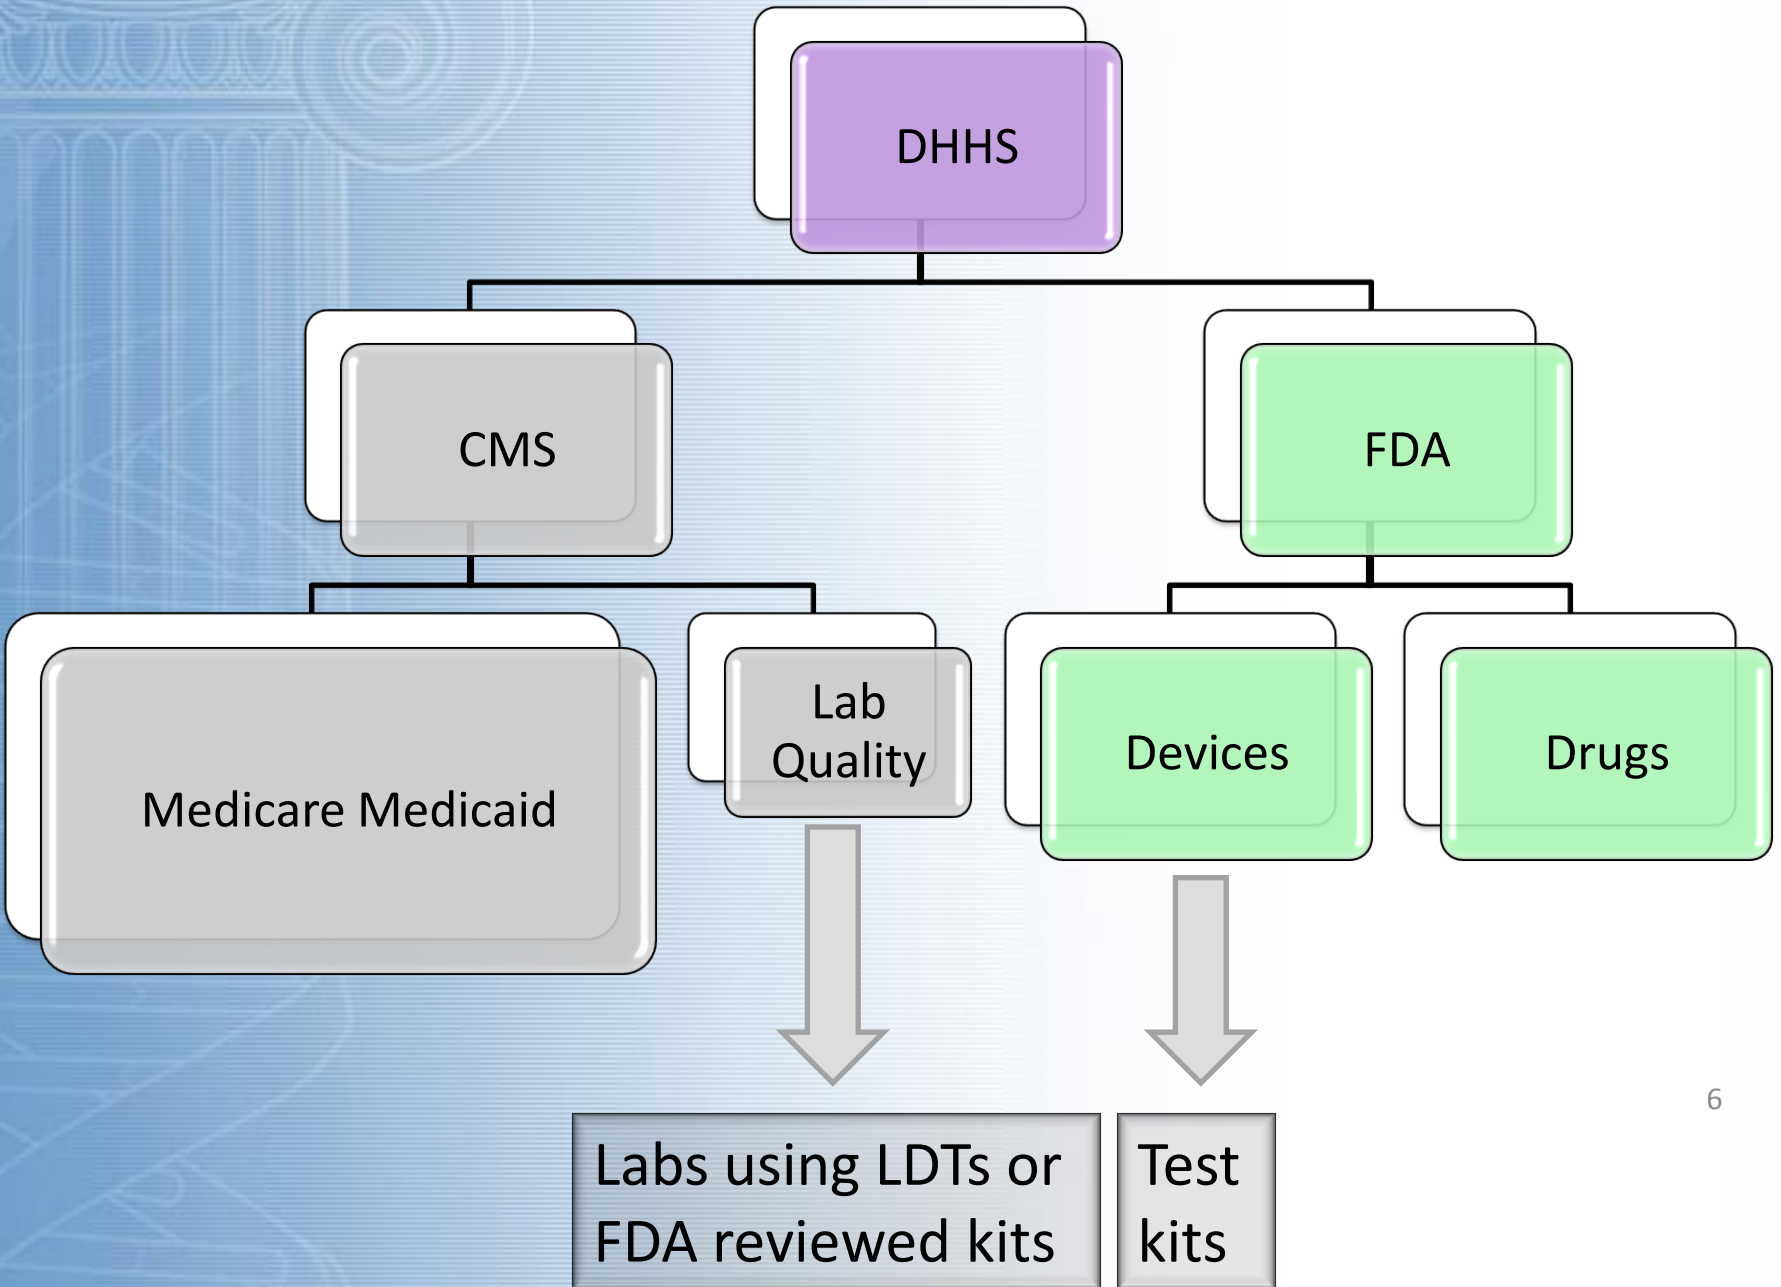 DHHS
CMS
FDA
Medicare Medicaid
Lab
Quality
Devices
Drugs
6
Labs using LDTs or
FDA reviewed kits
Test
kits